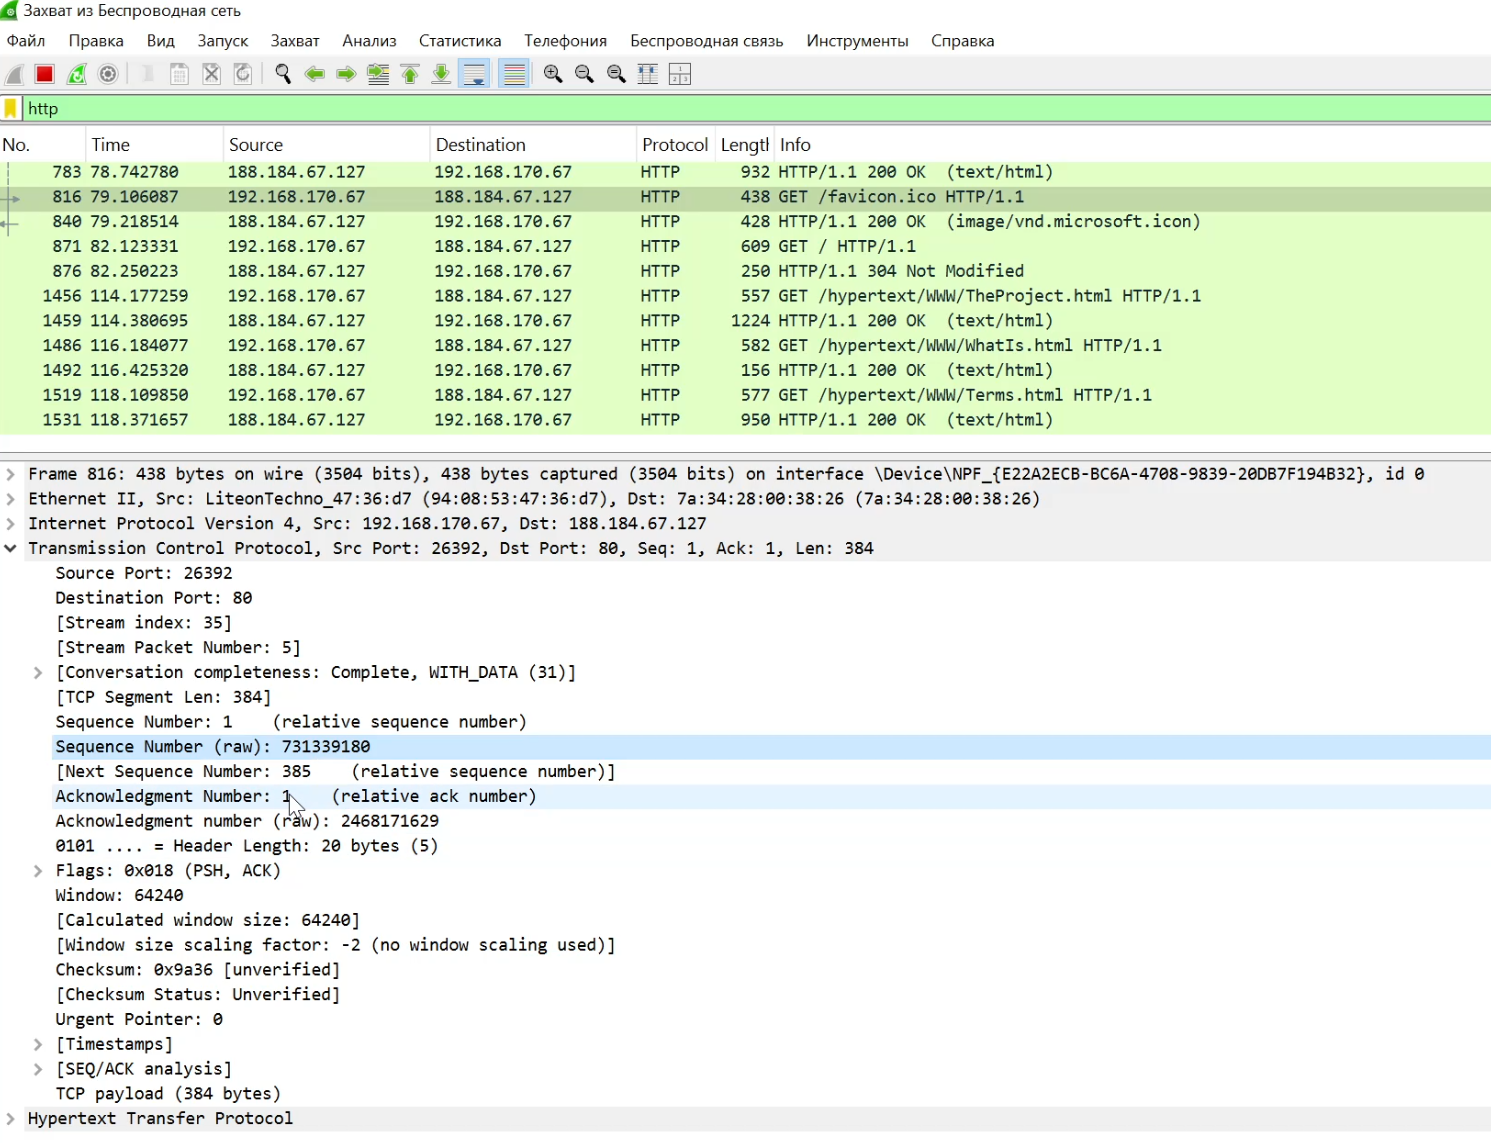 Захват из Беспроводная сеть
Файл Правка Вид Запуск Захват Анализ Статистика Телефония Беспроводная связь Инструменты Справка
http
No. Time Source Destination Protocol Lengtl Info
783 78.742780 188.184.67.127 192.168.170.67 HTTP 932 HTTP/1.1 200 OK (text/html)
816 79.106087 192.168.170.67 188.184.67.127 HTTP 438 GET /favicon.ico HTTP/1.1
840 79.218514 188.184.67.127 192.168.170.67 HTTP 428 HTTP/1.1 200 OK (image/vnd.microsoft.icon)
871 82.123331 192.168.170.67 188.184.67.127 HTTP 609 GET / HTTP/1.1
876 82.250223 188.184.67.127 192.168.170.67 HTTP 250 HTTP/1.1 304 Not Modified
1456 114.177259 192.168.170.67 188.184.67.127 HTTP 557 GET /hypertext/WWW/TheProject.html HTTP/1.1
1459 114.380695 188.184.67.127 192.168.170.67 HTTP 1224 HTTP/1.1 200 OK (text/html)
1486 116.184077 192.168.170.67 188.184.67.127 HTTP 582 GET /hypertext/WWW/WhatIs.html HTTP/1.1
1492 116.425320 188.184.67.127 192.168.170.67 HTTP 156 HTTP/1.1 200 OK (text/html)
1519 118.109850 192.168.170.67 188.184.67.127 HTTP 577 GET /hypertext/WWW/Terms.html HTTP/1.1
1531 118.371657 188.184.67.127 192.168.170.67 HTTP 950 HTTP/1.1 200 OK (text/html)
Frame 816: 438 bytes on wire (3504 bits), 438 bytes captured (3504 bits) on interface \Device\NPF_{E22A2ECB-BC6A-4708-9839-20DB7F194B32}, id 0
Ethernet II, Src: LiteonTechno_47:36:d7 (94:08:53:47:36:d7), Dst: 7a:34:28:00:38:26 (7a:34:28:00:38:26)
Internet Protocol Version 4, Src: 192.168.170.67, Dst: 188.184.67.127
Transmission Control Protocol, Src Port: 26392, Dst Port: 80, Seq: 1, Ack: 1, Len: 384
Source Port: 26392
Destination Port: 80
[Stream index: 35]
[Stream Packet Number: 5]
[Conversation completeness: Complete, WITH_DATA (31)]
[TCP Segment Len: 384]
Sequence Number: 1 (relative sequence number)
Sequence Number (raw): 731339180
[Next Sequence Number: 385 (relative sequence number)]
Acknowledgment Number: 1 (relative ack number)
Acknowledgment number (raw): 2468171629
0101 .... = Header Length: 20 bytes (5)
Flags: 0x018 (PSH, ACK)
Window: 64240
[Calculated window size: 64240]
[Window size scaling factor: -2 (no window scaling used)]
Checksum: 0x9a36 [unverified]
[Checksum Status: Unverified]
Urgent Pointer: 0
[Timestamps]
[SEQ/ACK analysis]
TCP payload (384 bytes)
Hypertext Transfer Protocol